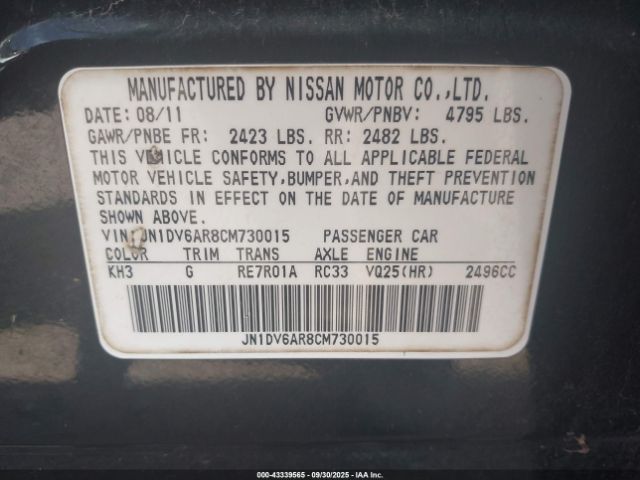 MANUFACTURED BY NISSAN MOTOR CO.,LTD.
DATE: 08/11 GVWR/PNBV: 4795 LBS.
GAWR/PNBE FR: 2423 LBS. RR: 2482 LBS.
THIS VEHICLE CONFORMS TO ALL APPLICABLE FEDERAL
MOTOR VEHICLE SAFETY,BUMPER,AND THEFT PREVENTION
STANDARDS IN EFFECT ON THE DATE OF MANUFACTURE
SHOWN ABOVE.
VIN: JN1DV6AR8CM730015 PASSENGER CAR
COLOR TRIM TRANS AXLE ENGINE
KH3 G RE7R01A RC33 VQ25(HR) 2496CC
JN1DV6AR8CM730015
000-43339565 - 09/30/2025 - IAA Inc.